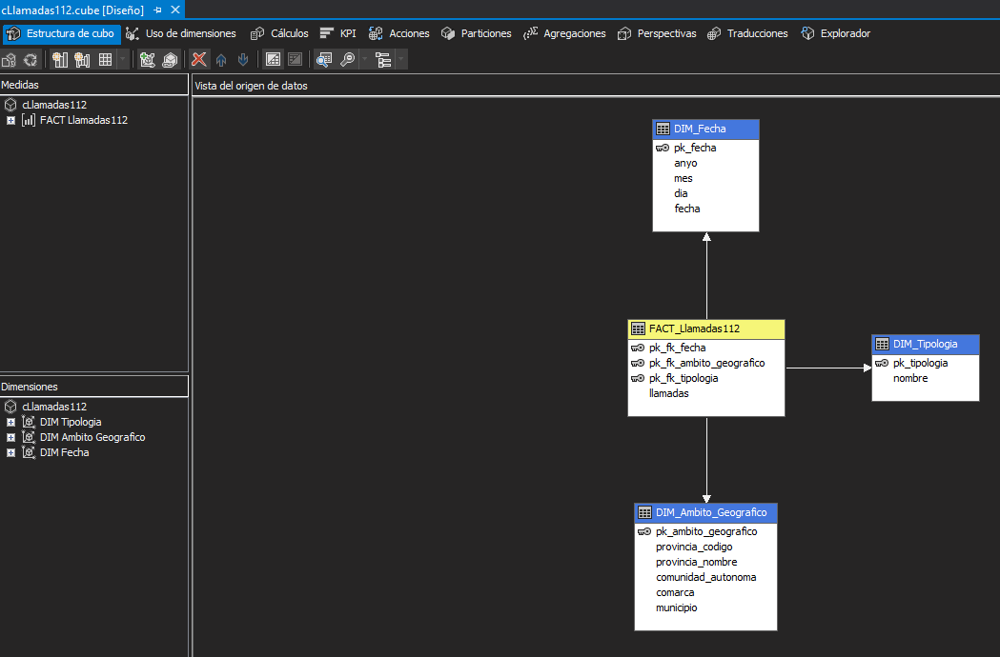 cLlamadas112.cube [Diseño]
Estructura de cubo Uso de dimensiones Cálculos KPI Acciones Particiones Agregaciones Perspectivas Traducciones Explorador
Medidas
cLlamadas112
FACT Llamadas112
Dimensiones
cLlamadas112
DIM Tipologia
DIM Ambito Geografico
DIM Fecha
Vista del origen de datos
DIM_Fecha
pk_fecha
anyo
mes
dia
fecha
FACT_Llamadas112
pk_fk_fecha
pk_fk_ambito_geografico
pk_fk_tipologia
llamadas
DIM_Tipologia
pk_tipologia
nombre
DIM_Ambito_Geografico
pk_ambito_geografico
provincia_codigo
provincia_nombre
comunidad_autonoma
comarca
municipio